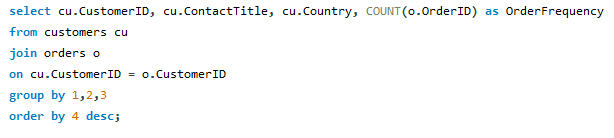 select cu.CustomerID, cu.ContactTitle, cu.Country, COUNT(o.OrderID) as OrderFrequency
from customers cu
join orders o
on cu.CustomerID = o.CustomerID
group by 1,2,3
order by 4 desc;